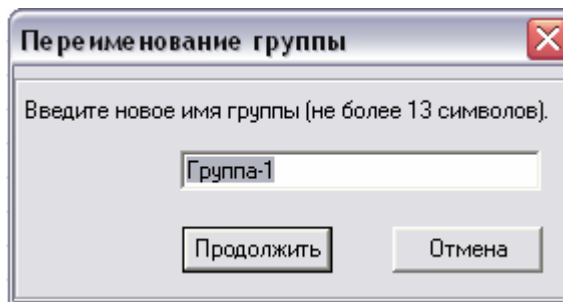 Переименование группы
Введите новое имя группы (не более 13 символов).
Группа-1
Продолжить Отмена